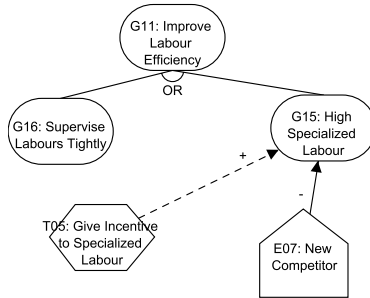 G11: Improve
Labour
Efficiency
OR
G16: Supervise
Labours Tightly
G15: High
Specialized
Labour
+
-
T05: Give Incentive
to Specialized
Labour
E07: New
Competitor